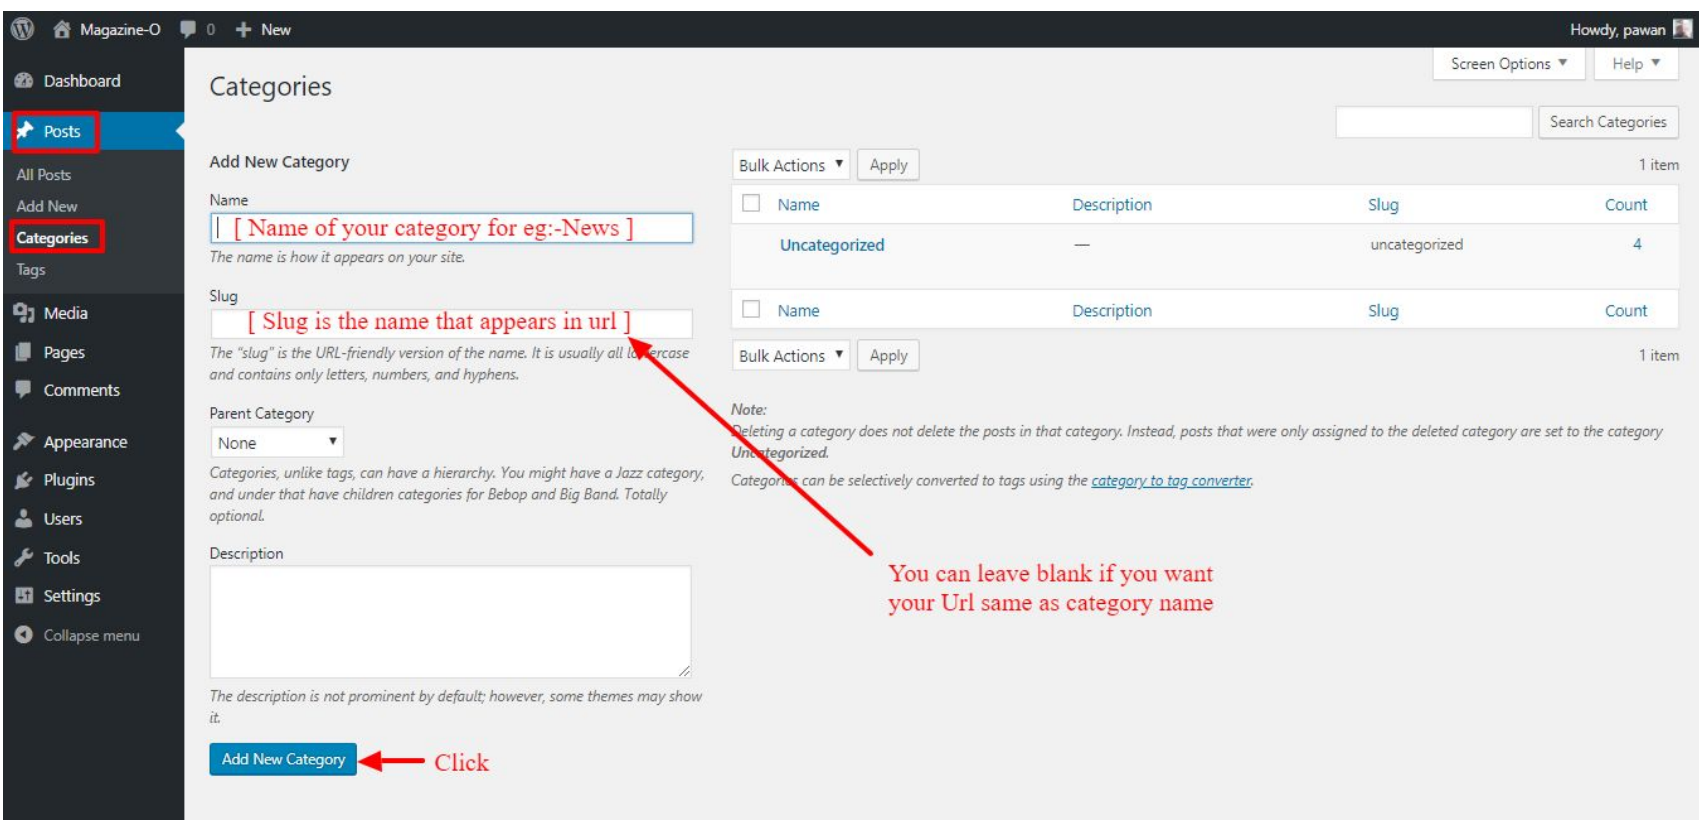 Magazine-O 0 New
Howdy, pawan
Screen Options Help
Dashboard
Posts
All Posts
Add New
Categories
Tags
Media
Pages
Comments
Appearance
Plugins
Users
Tools
Settings
Collapse menu
Categories
Add New Category
Name
[ Name of your category for eg:-News ]
The name is how it appears on your site.
Slug
[ Slug is the name that appears in url ]
The "slug" is the URL-friendly version of the name. It is usually all lowercase
and contains only letters, numbers, and hyphens.
Parent Category
None
Categories, unlike tags, can have a hierarchy. You might have a Jazz category,
and under that have children categories for Bebop and Big Band. Totally
optional.
Description
The description is not prominent by default; however, some themes may show
it.
Add New Category
Click
Search Categories
Bulk Actions Apply 1 item
Name Description Slug Count
Uncategorized — uncategorized 4
Name Description Slug Count
Bulk Actions Apply 1 item
Note:
Deleting a category does not delete the posts in that category. Instead, posts that were only assigned to the deleted category are set to the category
Uncategorized.
Categories can be selectively converted to tags using the category to tag converter.
You can leave blank if you want
your Url same as category name